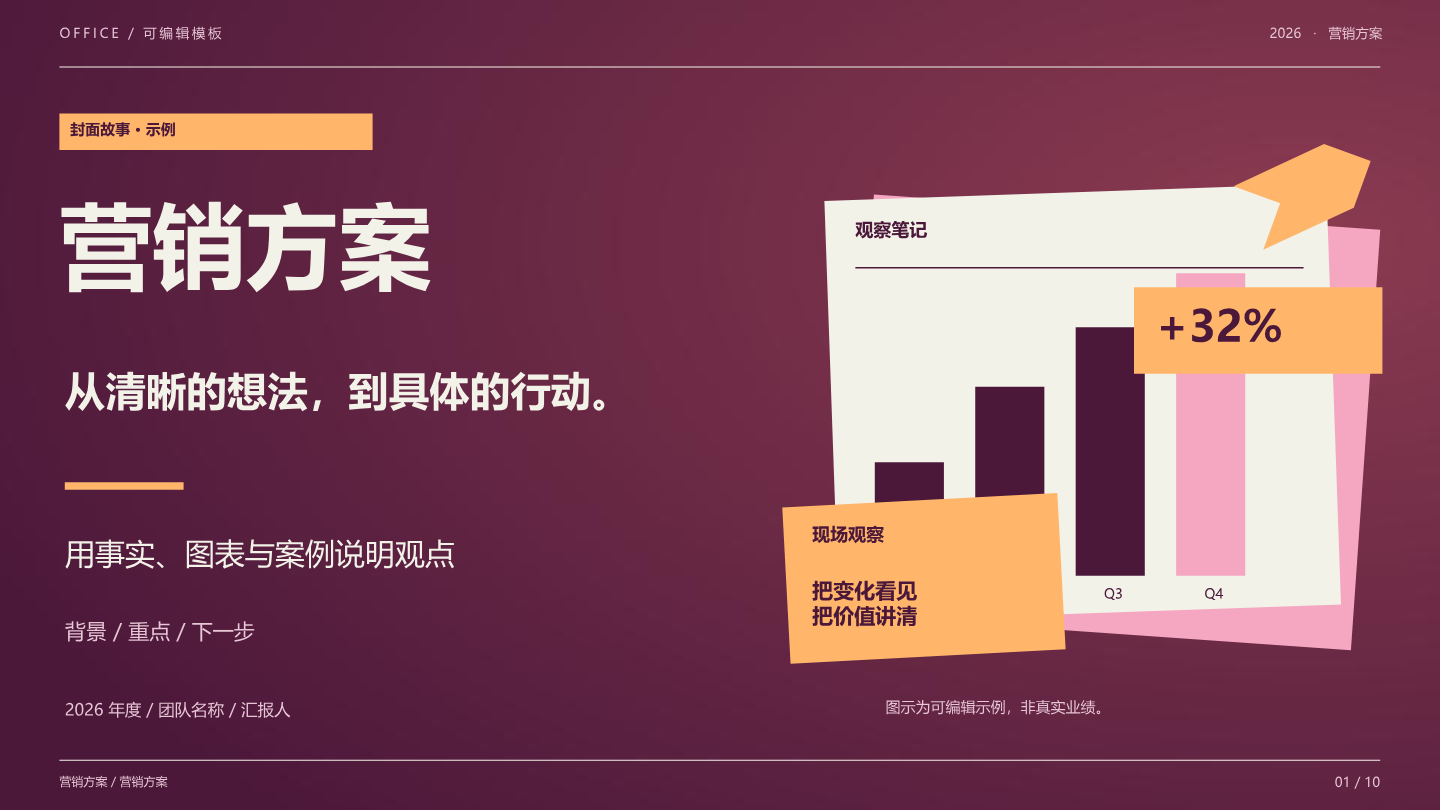 OFFICE / 可编辑模板
2026 · 营销方案
封面故事 • 示例
营销方案
从清晰的想法，到具体的行动。
用事实、图表与案例说明观点
背景 / 重点 / 下一步
2026 年度 / 团队名称 / 汇报人
观察笔记
+32%
现场观察
把变化看见
把价值讲清
Q3
Q4
图示为可编辑示例，非真实业绩。
营销方案 / 营销方案
01 / 10